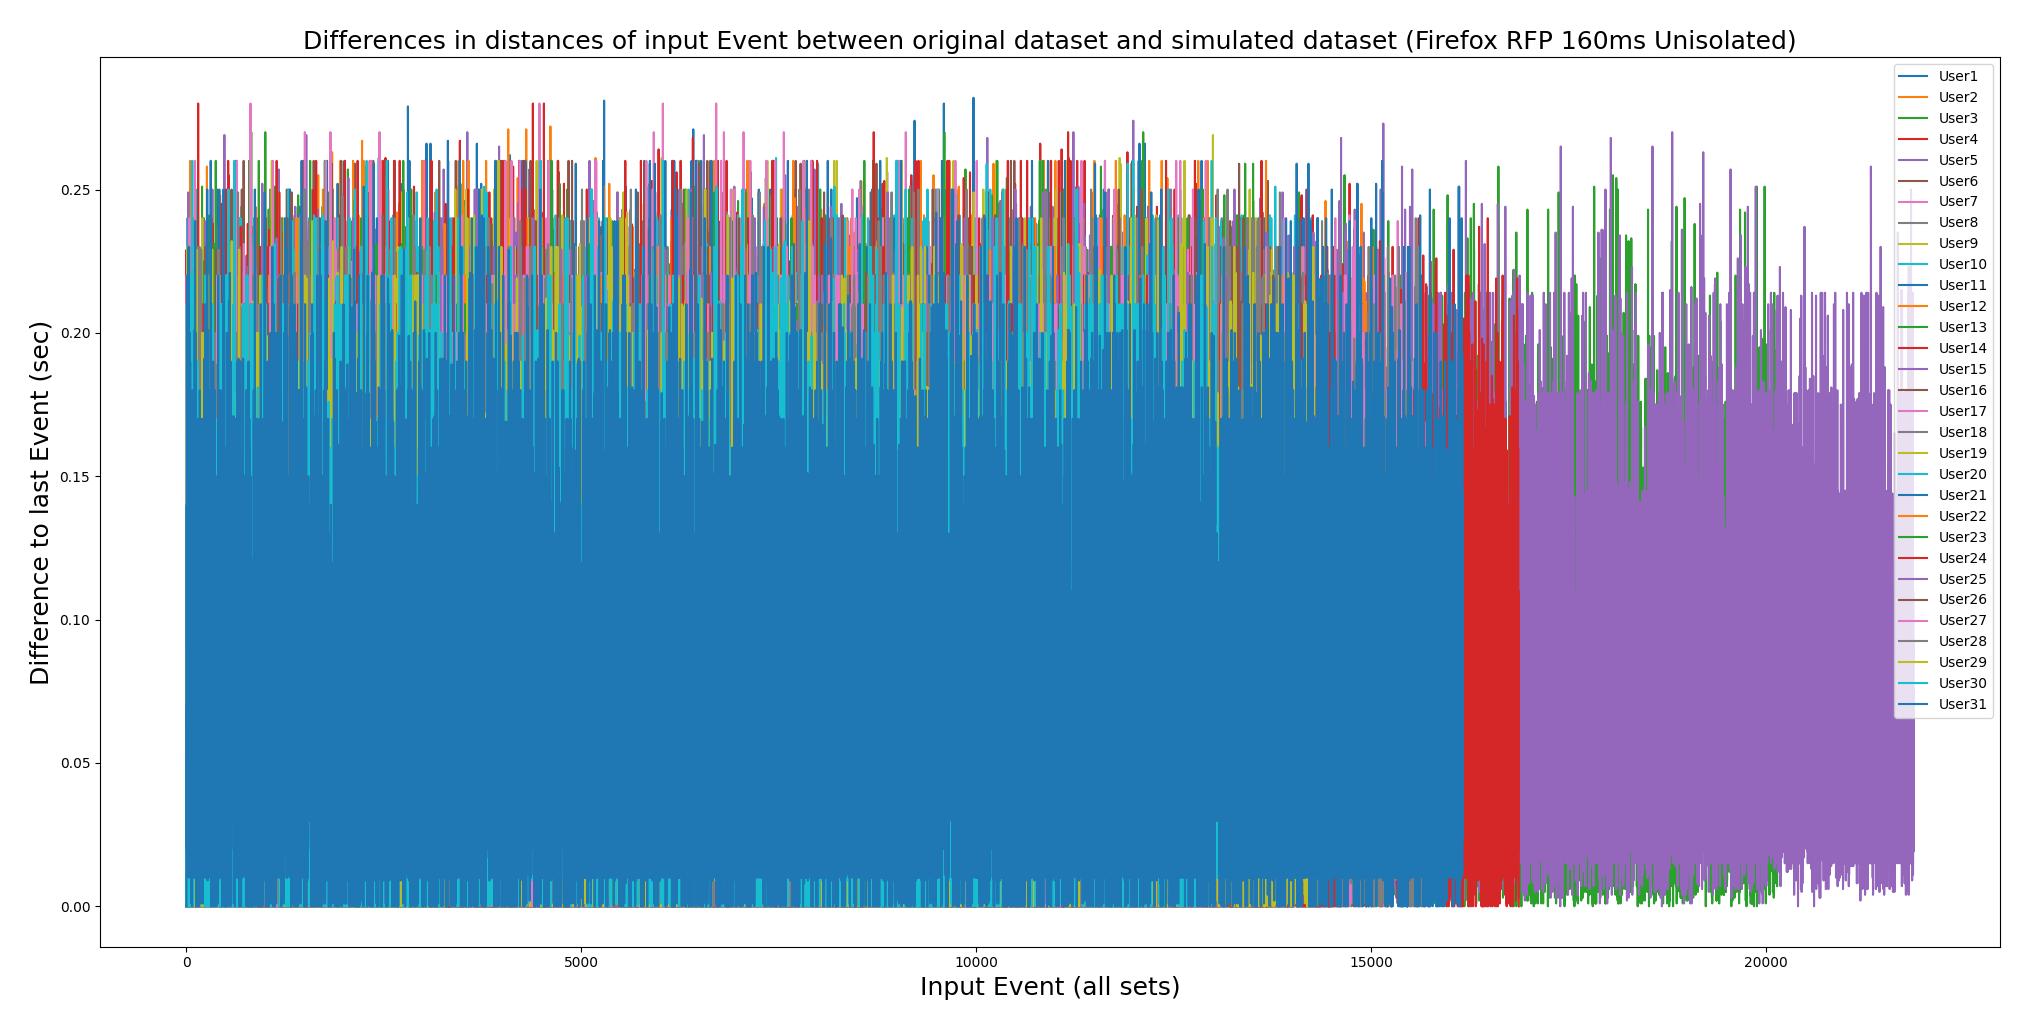 Differences in distances of input Event between original dataset and simulated dataset (Firefox RFP 160ms Unisolated)
Difference to last Event (sec)
0.25
0.20
0.15
0.10
0.05
0.00
0
5000
10000
15000
20000
Input Event (all sets)
User1
User2
User3
User4
User5
User6
User7
User8
User9
User10
User11
User12
User13
User14
User15
User16
User17
User18
User19
User20
User21
User22
User23
User24
User25
User26
User27
User28
User29
User30
User31